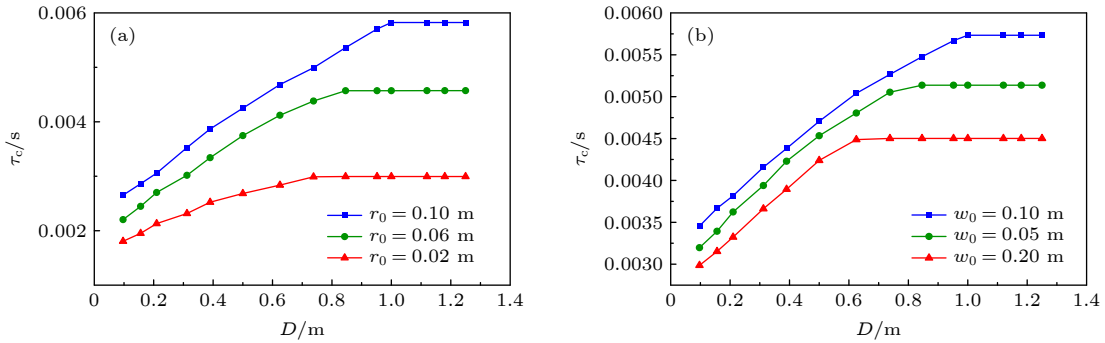 (a)
τc/s
0.006
0.004
0.002
r0 = 0.10 m
r0 = 0.06 m
r0 = 0.02 m
0 0.2 0.4 0.6 0.8 1.0 1.2 1.4
D/m
(b)
τc/s
0.0060
0.0055
0.0050
0.0045
0.0040
0.0035
0.0030
w0 = 0.10 m
w0 = 0.05 m
w0 = 0.20 m
0 0.2 0.4 0.6 0.8 1.0 1.2 1.4
D/m